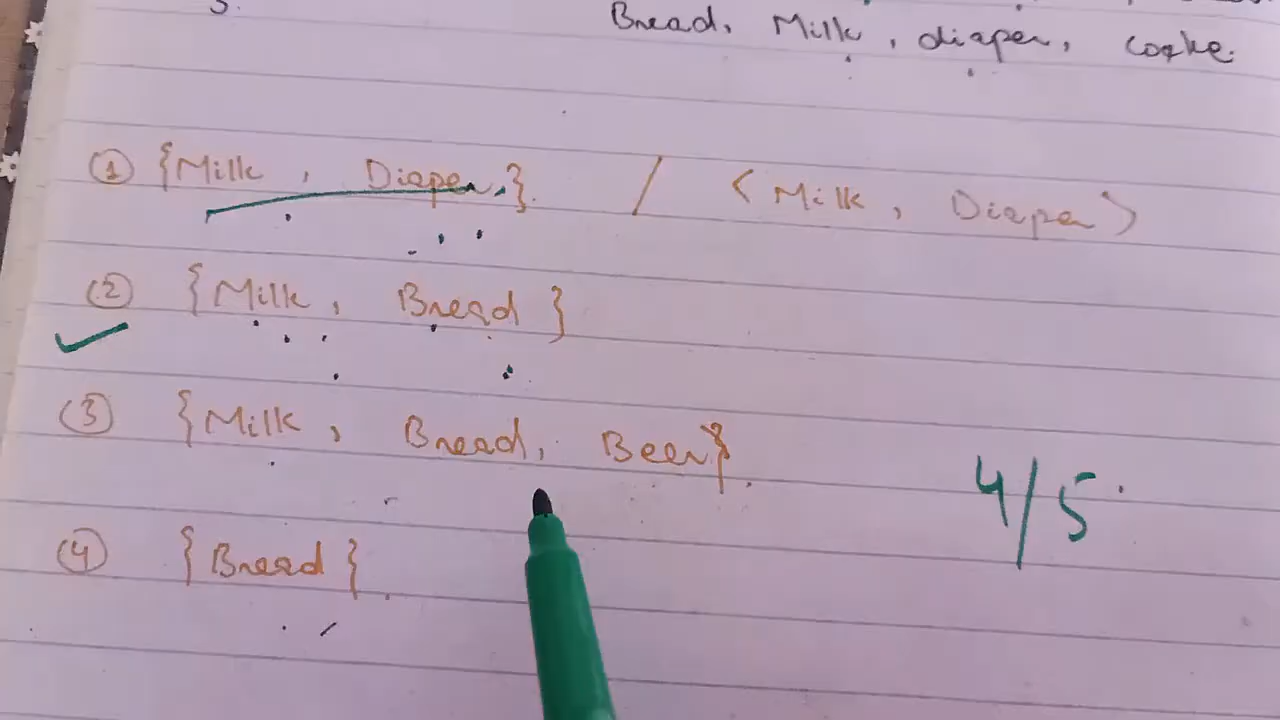 5. Bread, Milk, diaper, coke.
① {Milk, Diaper,} / <Milk, Diaper>
② {Milk, Bread}
③ {Milk, Bread, Beer}
4/5
④ {Bread}